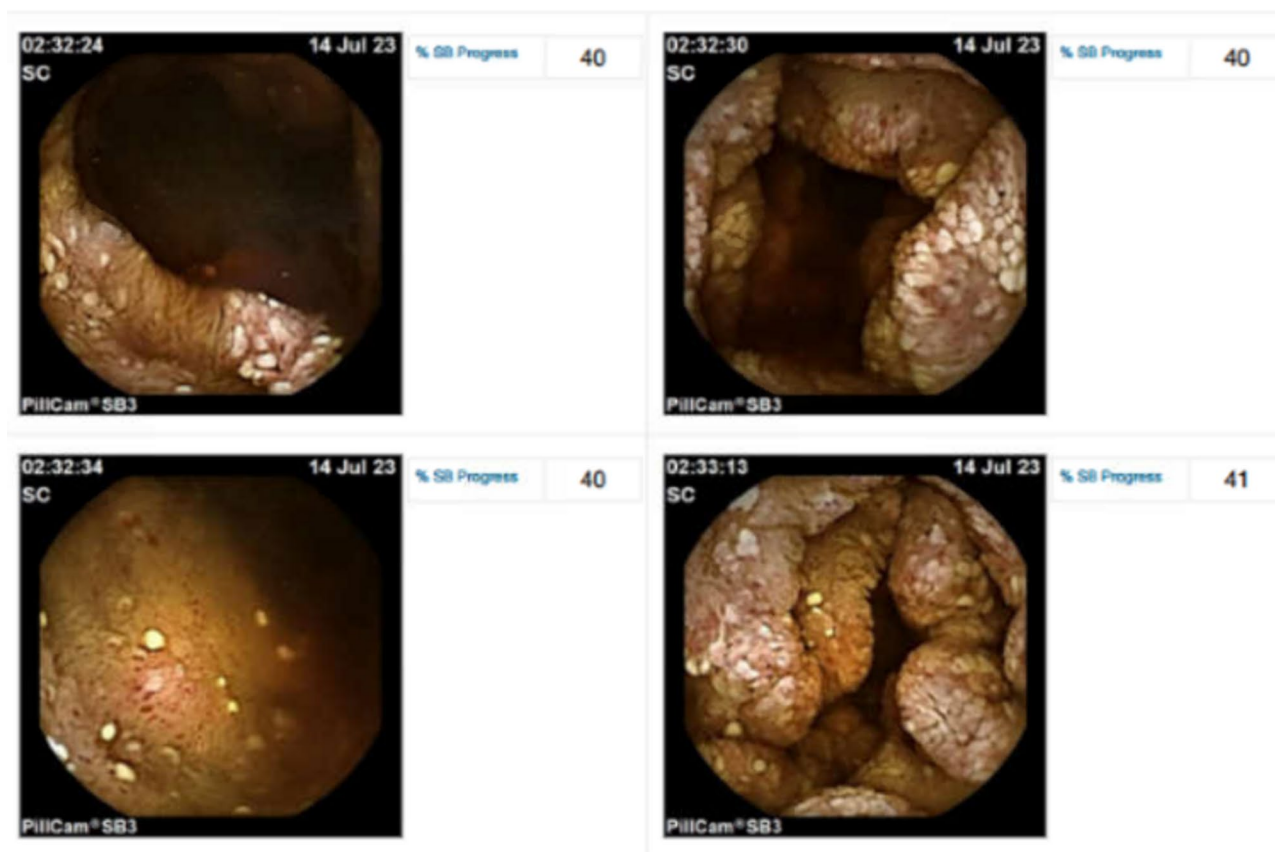 02:32:24 14 Jul 23
SC
% SB Progress 40
PillCam®SB3
02:32:30 14 Jul 23
SC
% SB Progress 40
PillCam®SB3
02:32:34 14 Jul 23
SC
% SB Progress 40
PillCam®SB3
02:33:13 14 Jul 23
SC
% SB Progress 41
PillCam®SB3